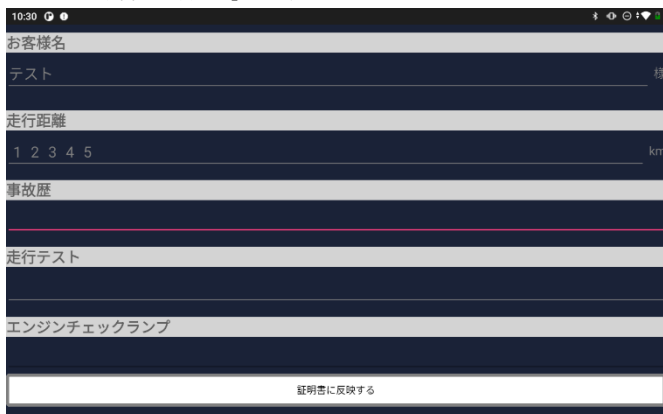 10:30
お客様名
テスト
様
走行距離
１２３４５
km
事故歴
走行テスト
エンジンチェックランプ
証明書に反映する